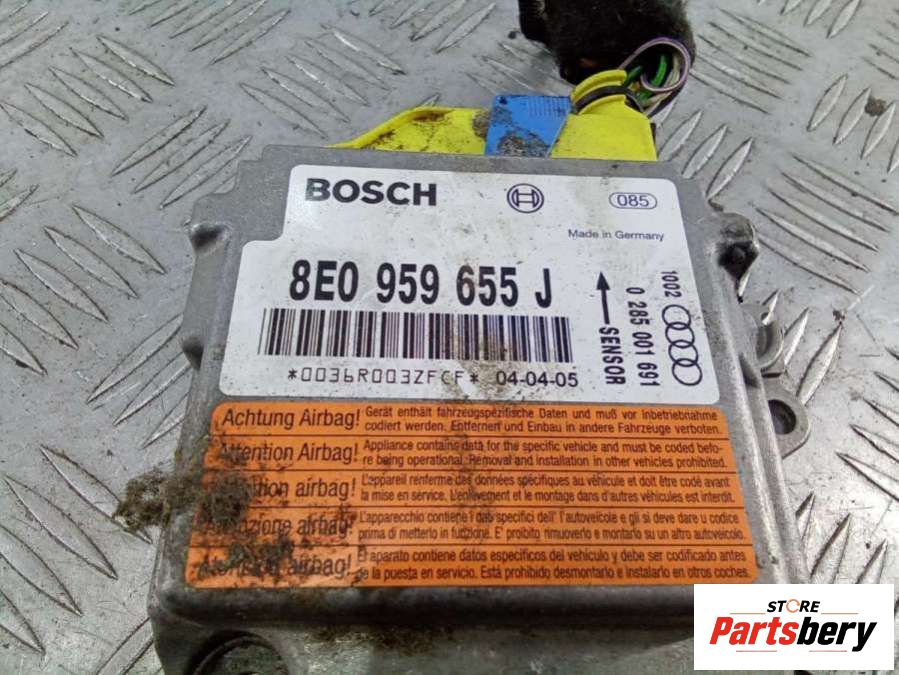 BOSCH
085
Made in Germany
8E0 959 655 J
SENSOR
0 285 001 691
1002
*0036R003ZFCF* 04-04-05
Achtung Airbag! Gerät enthält fahrzeugspezifische Daten und muß vor Inbetriebnahme
codiert werden. Entfernen und Einbau in andere Fahrzeuge verboten.
Attention Airbag! Appliance contains data for the specific vehicle and must be coded befo-
re being operational. Removal and installation in other vehicles prohibited.
airbag! L'appareil renferme des données spécifiques au véhicule et doit être codé avant
la mise en service. L'enlèvement et le montage dans d'autres véhicules est interdit.
airbag! L'apparecchio contiene i dati specifici dell' l'autoveicolo e gli si deve dare u codice
prima di metterlo in funzione. E' proibito rimuoverlo e montarlo su un altro autoveicolo.
airbag! El aparato contiene datos específicos del vehículo y debe ser codificado antes
de la puesta en servicio. Está prohibido desmontarlo e instalarlo en otros coches.
STORE
Partsbery